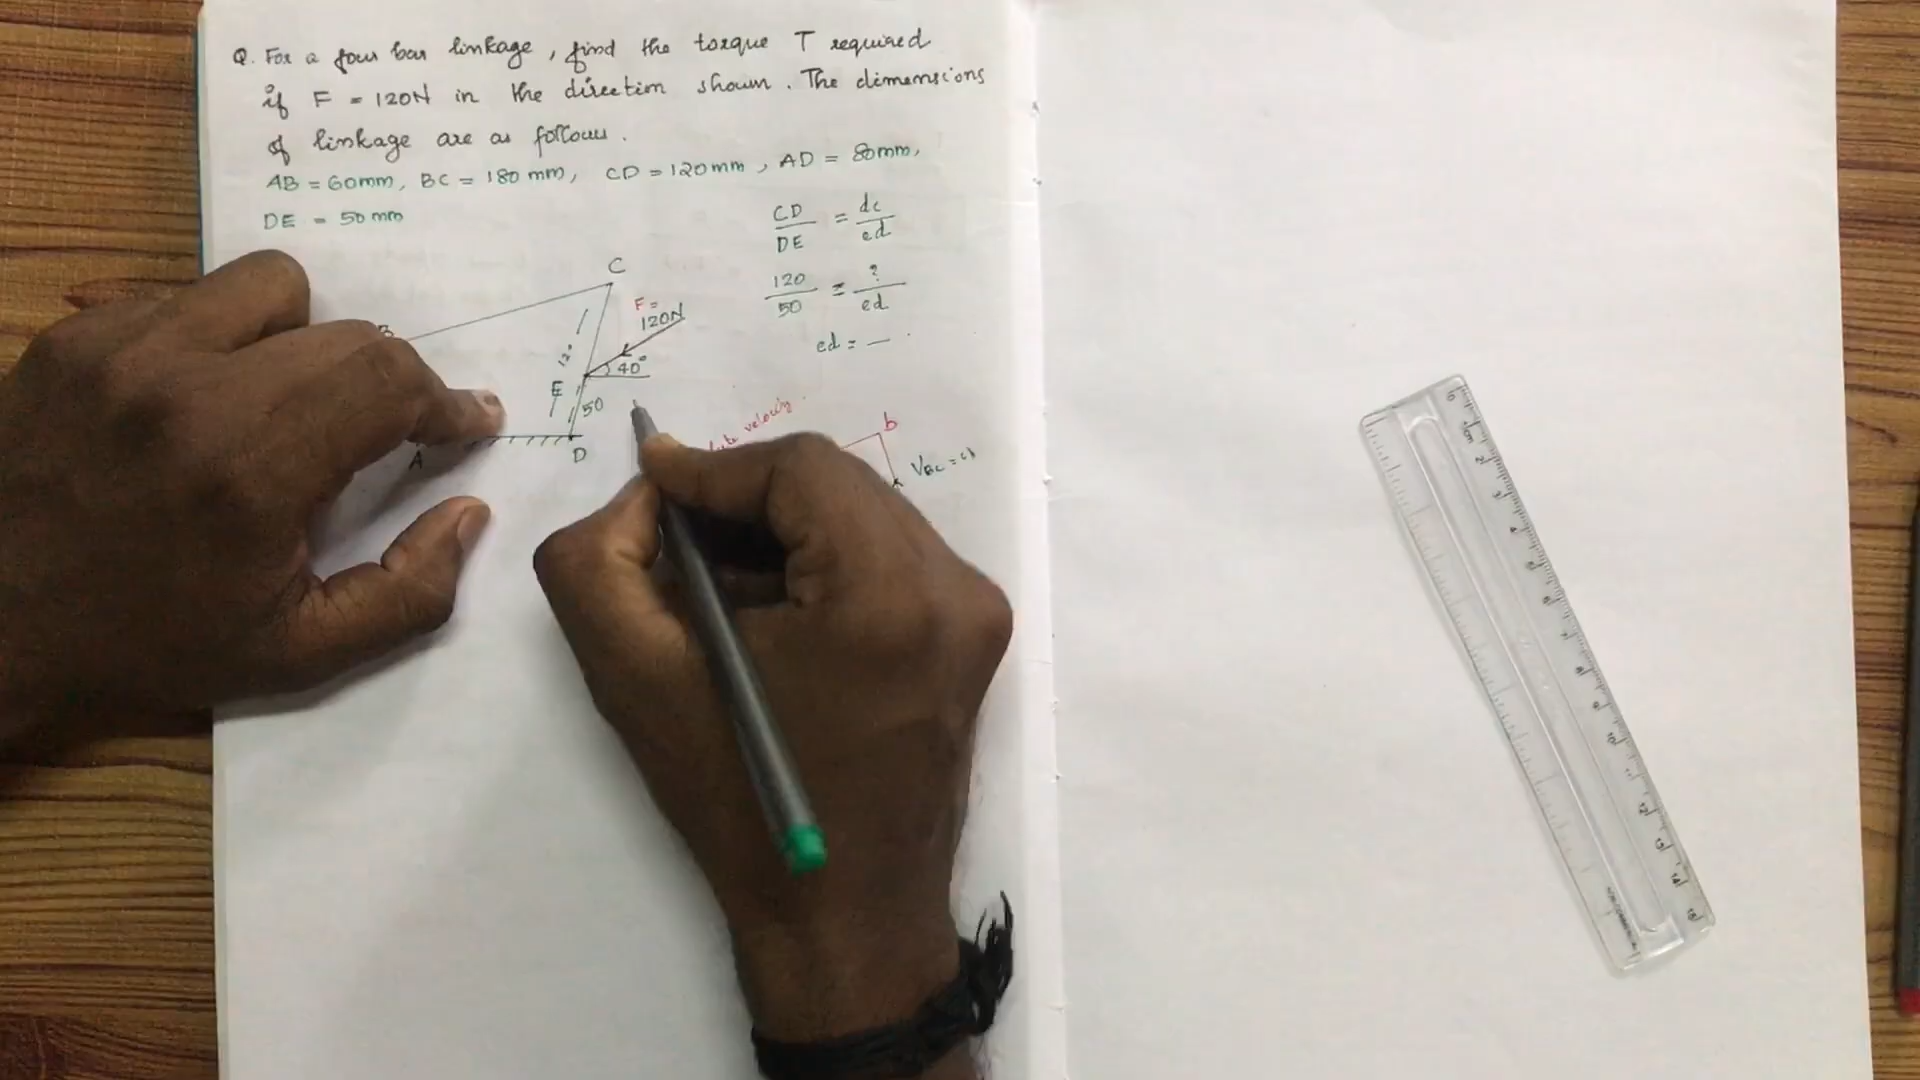 Q. For a four bar linkage, find the torque T required
if F = 120N in the direction shown. The dimensions
of linkage are as follows.
AB = 60mm, BC = 180 mm, CD = 120mm, AD = 80mm,
DE = 50 mm
CD/DE = dc/ed
120/50 = ?/ed
ed = —
C
F =
120N
B
12°
40°
E
50
A
D
velocity.
b